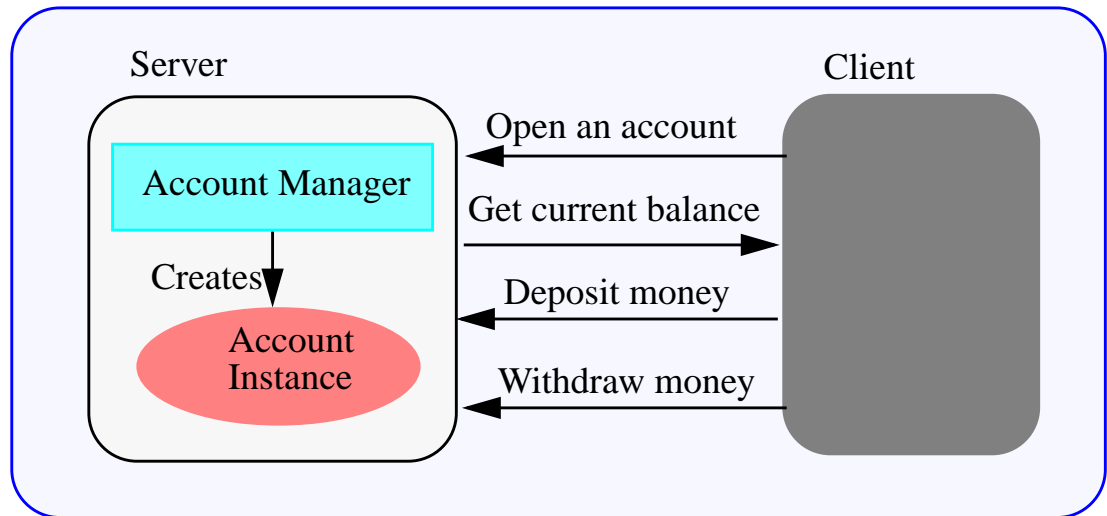 Server
Client
Open an account
Account Manager
Get current balance
Creates
Deposit money
Account
Instance
Withdraw money